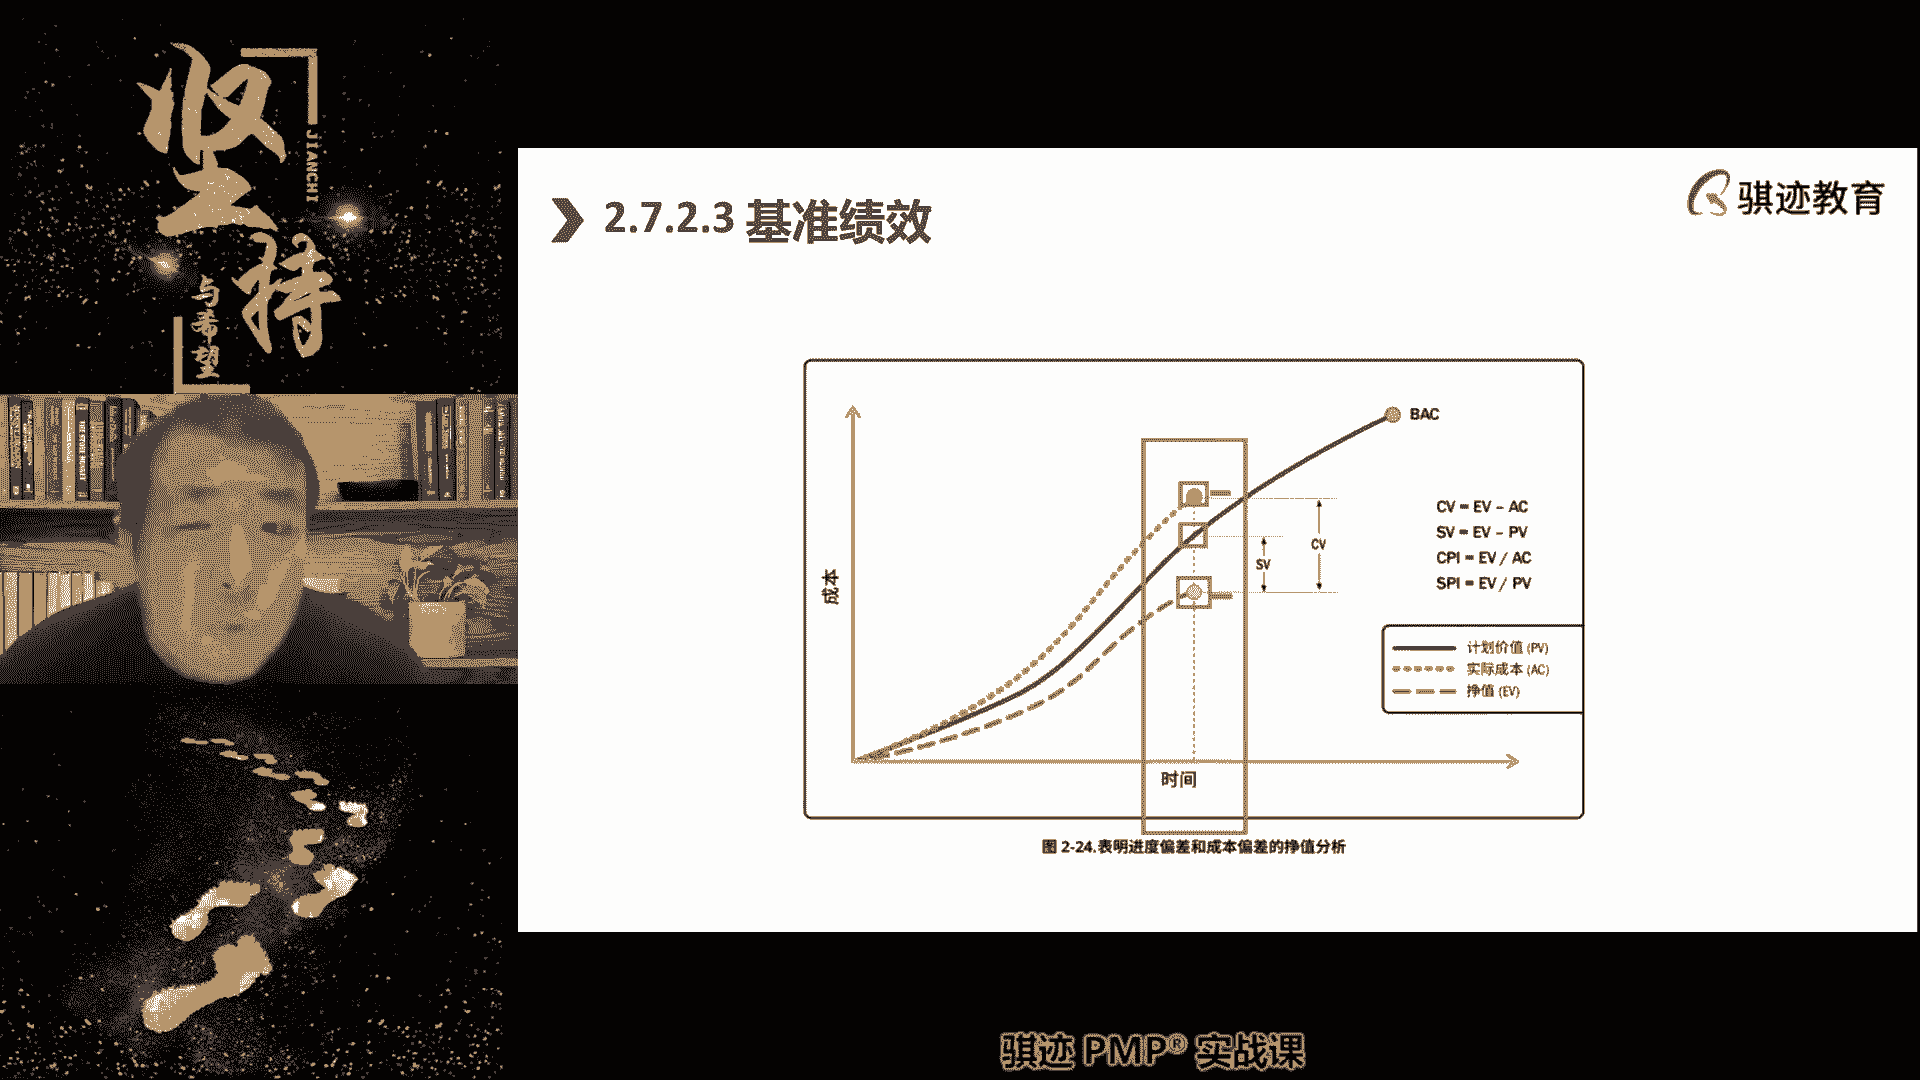 坚持
JIANCHI
与希望
骐迹教育
2.7.2.3 基准绩效
BAC
CV = EV - AC
SV = EV - PV
CPI = EV / AC
SPI = EV / PV
CV
SV
成本
计划价值 (PV)
实际成本 (AC)
挣值 (EV)
时间
图 2-24.表明进度偏差和成本偏差的挣值分析
骐迹 PMP® 实战课